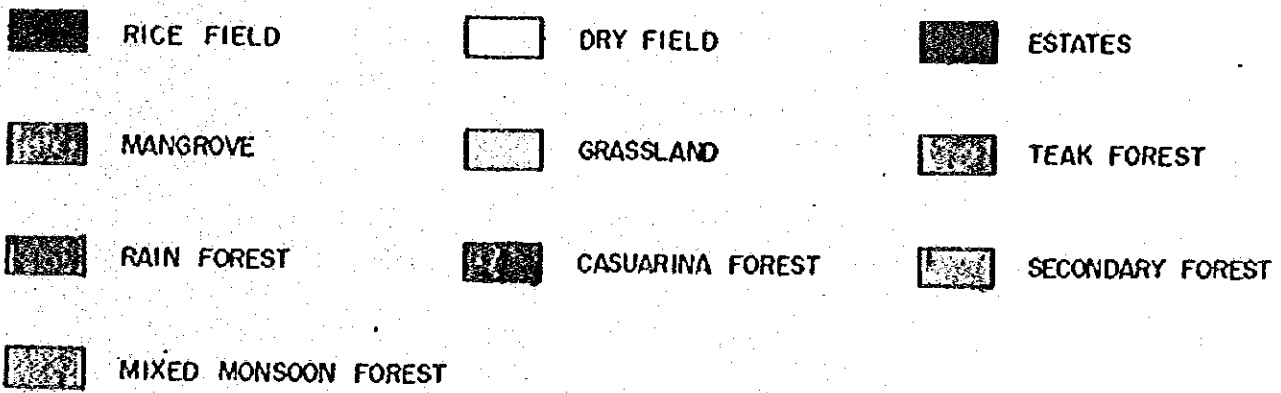 RICE FIELD
DRY FIELD
ESTATES
MANGROVE
GRASSLAND
TEAK FOREST
RAIN FOREST
CASUARINA FOREST
SECONDARY FOREST
MIXED MONSOON FOREST